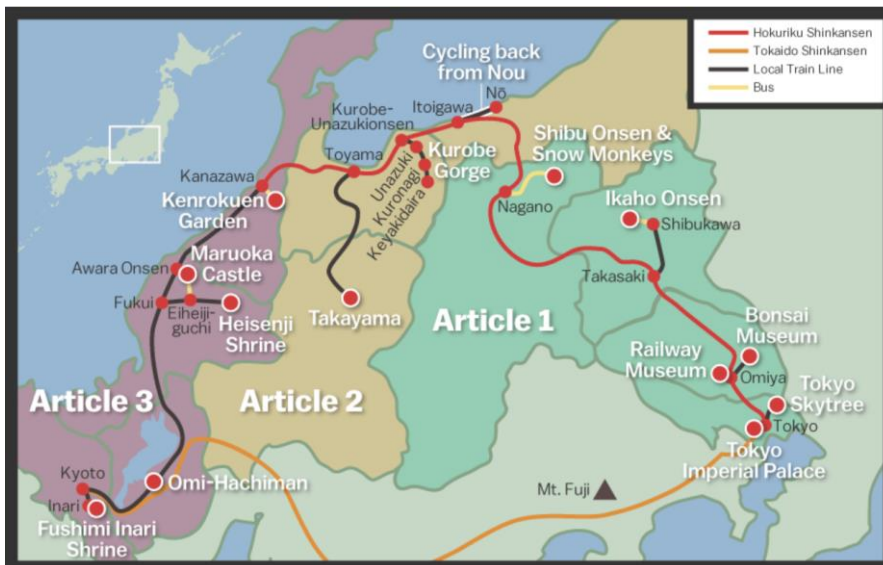 Hokuriku Shinkansen
Tokaido Shinkansen
Local Train Line
Bus
Cycling back
from Nou
Nō
Itoigawa
Kurobe-
Unazukionsen
Toyama
Unazuki
Kuronagi
Keyakidaira
Kurobe
Gorge
Shibu Onsen &
Snow Monkeys
Nagano
Ikaho Onsen
Shibukawa
Takasaki
Kanazawa
Kenrokuen
Garden
Awara Onsen
Maruoka
Castle
Fukui
Eiheiji-
guchi
Heisenji
Shrine
Takayama
Article 1
Article 2
Article 3
Bonsai
Museum
Railway
Museum
Omiya
Tokyo
Skytree
Tokyo
Tokyo
Imperial Palace
Mt. Fuji
Kyoto
Inari
Omi-Hachiman
Fushimi Inari
Shrine